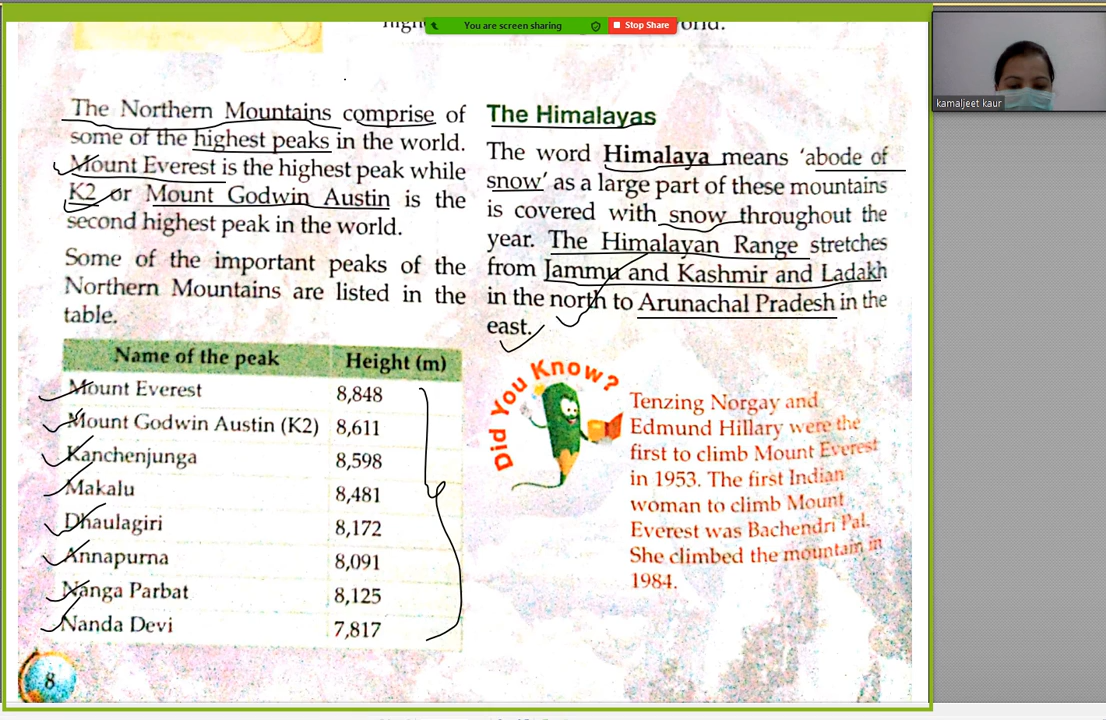 You are screen sharing
Stop Share
kamaljeet kaur
The Northern Mountains comprise of
some of the highest peaks in the world.
Mount Everest is the highest peak while
K2 or Mount Godwin Austin is the
second highest peak in the world.
Some of the important peaks of the
Northern Mountains are listed in the
table.
Name of the peak Height (m)
Mount Everest 8,848
Mount Godwin Austin (K2) 8,611
Kanchenjunga 8,598
Makalu 8,481
Dhaulagiri 8,172
Annapurna 8,091
Nanga Parbat 8,125
Nanda Devi 7,817
8
The Himalayas
The word Himalaya means ‘abode of
snow’ as a large part of these mountains
is covered with snow throughout the
year. The Himalayan Range stretches
from Jammu and Kashmir and Ladakh
in the north to Arunachal Pradesh in the
east.
Did You Know?
Tenzing Norgay and
Edmund Hillary were the
first to climb Mount Everest
in 1953. The first Indian
woman to climb Mount
Everest was Bachendri Pal.
She climbed the mountain in
1984.